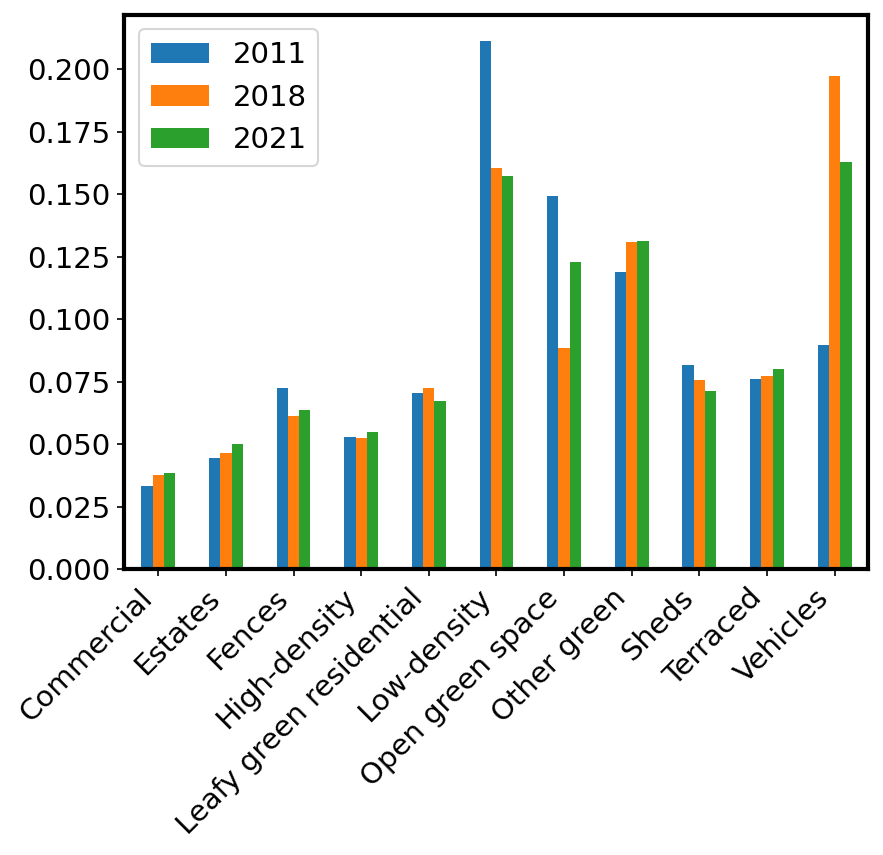 2011
2018
2021
0.200
0.175
0.150
0.125
0.100
0.075
0.050
0.025
0.000
Commercial
Estates
Fences
High-density
Leafy green residential
Low-density
Open green space
Other green
Sheds
Terraced
Vehicles